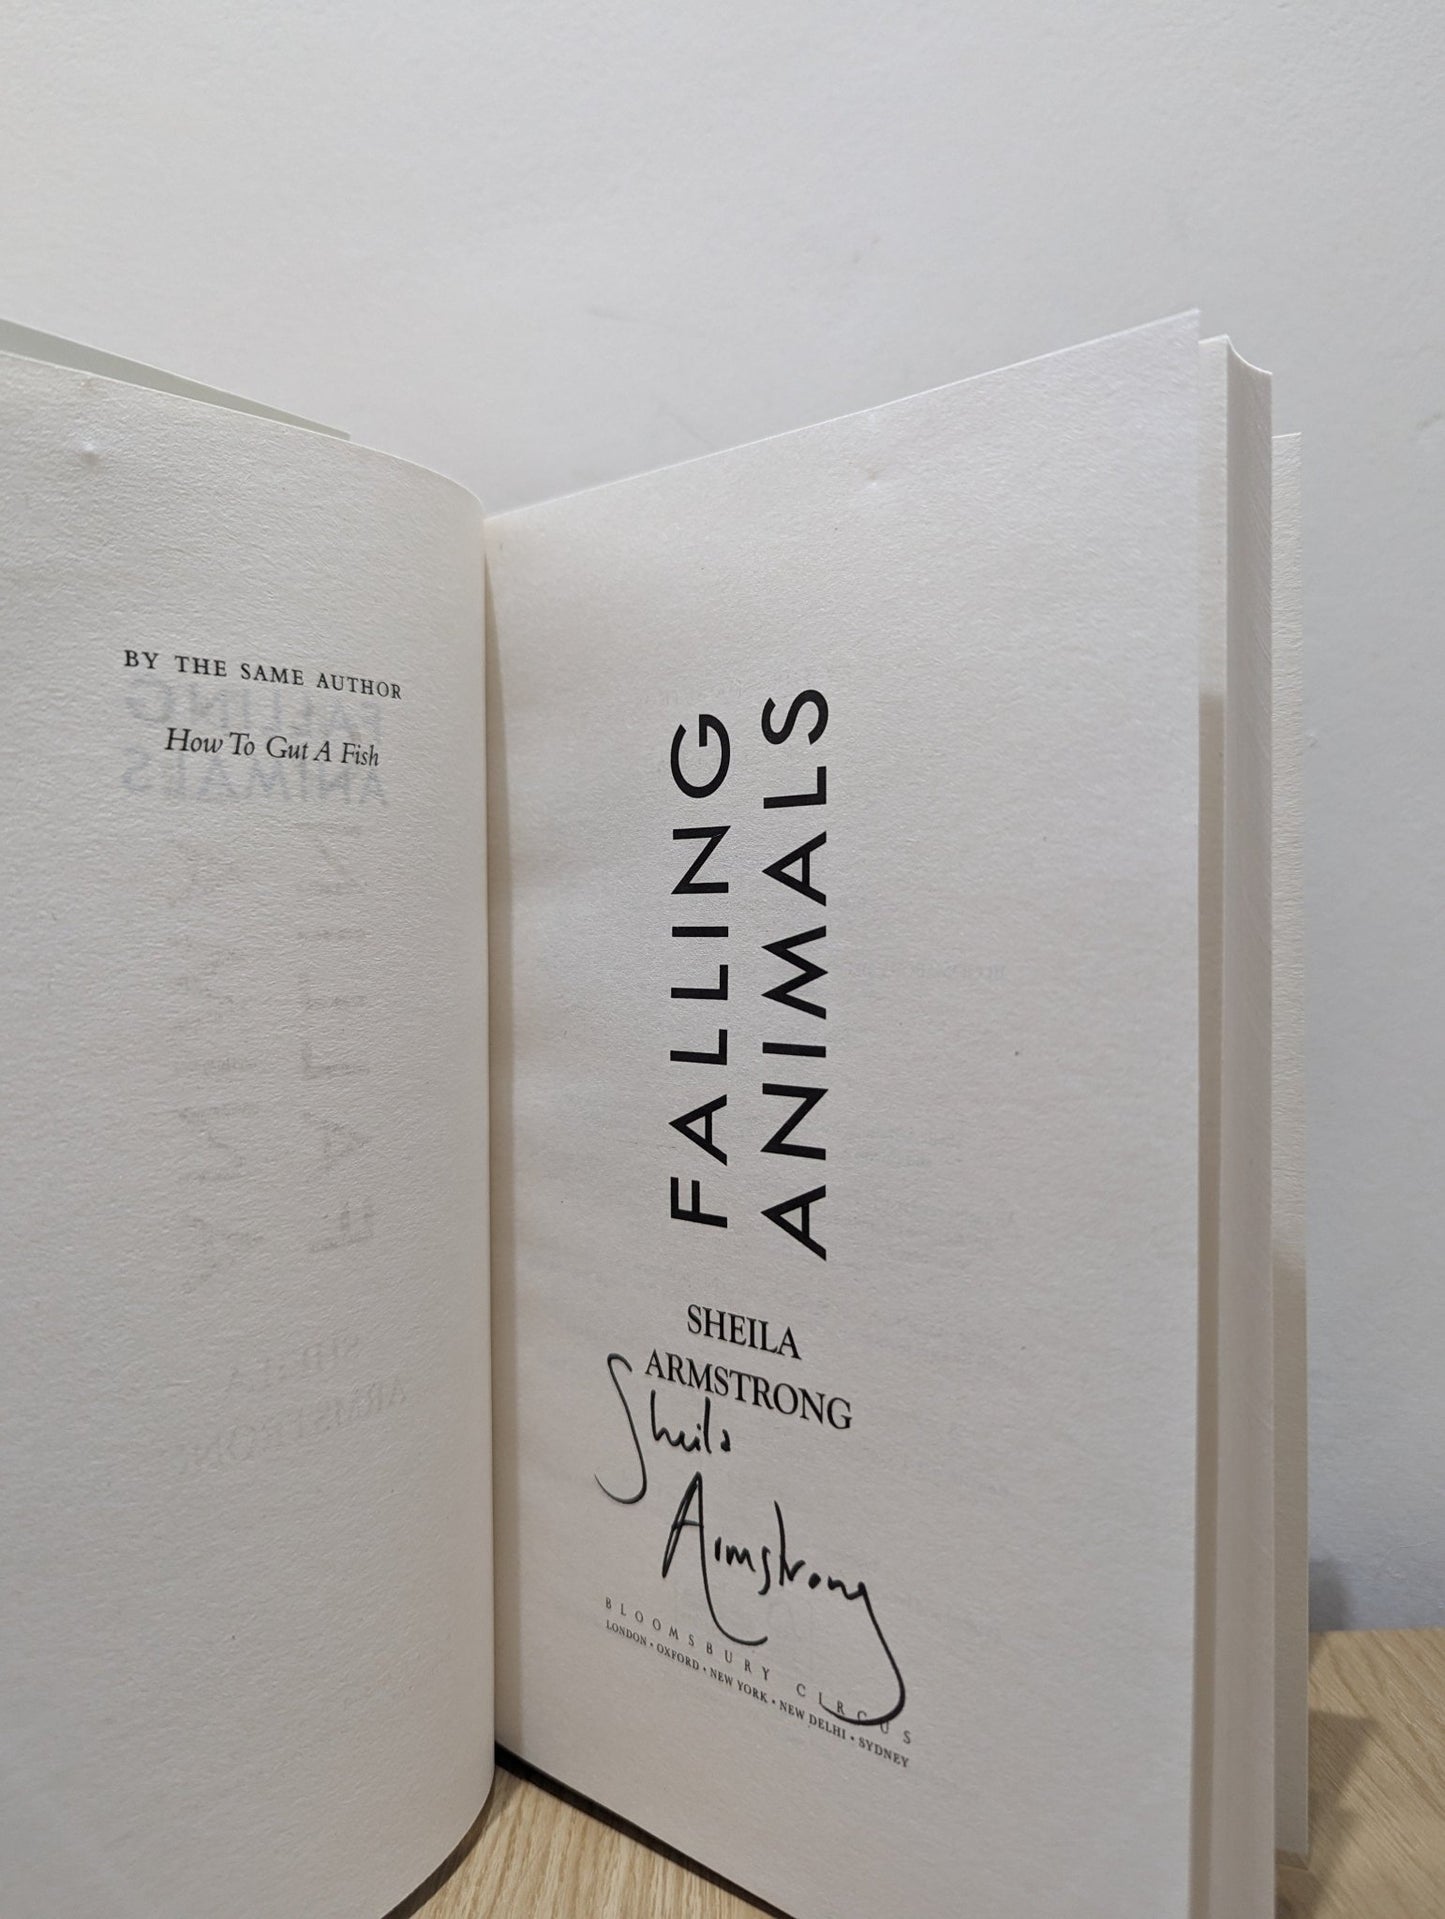 BY THE SAME AUTHOR
How To Gut A Fish
FALLING
ANIMALS
SHEILA
ARMSTRONG
Sheila
Armstrong
BLOOMSBURY CIRCUS
LONDON • OXFORD • NEW YORK • NEW DELHI • SYDNEY